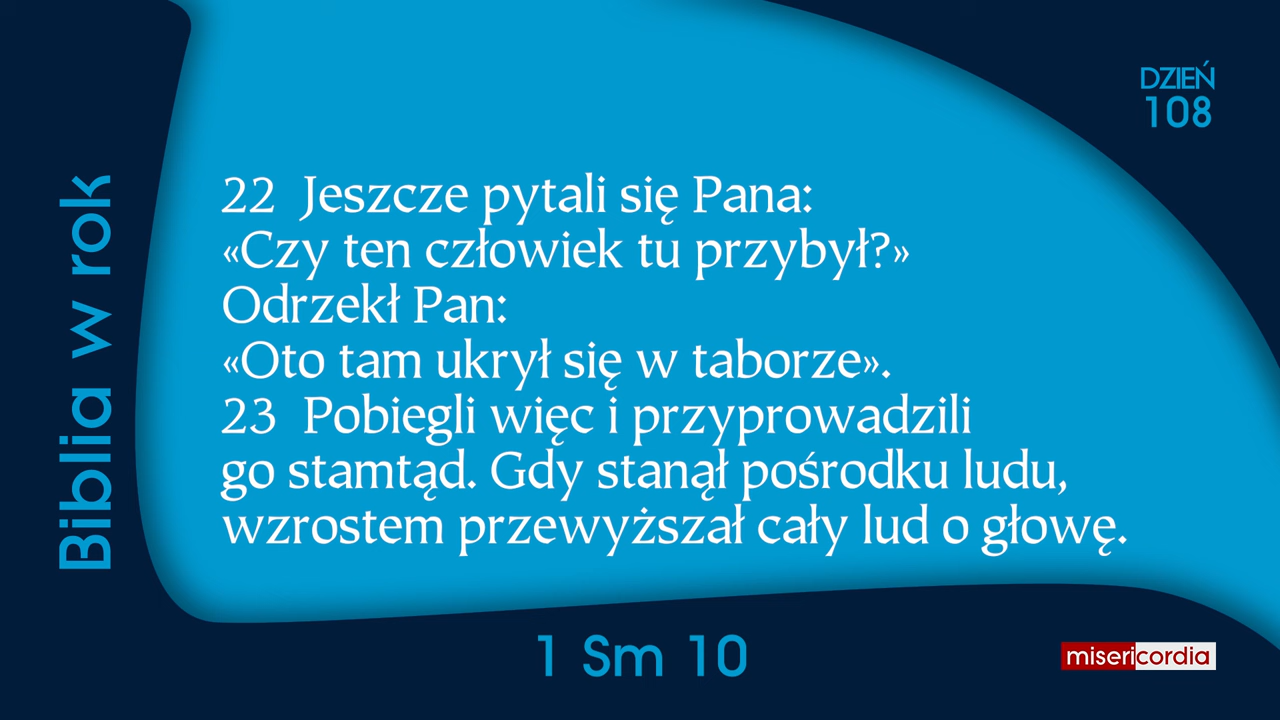 DZIEŃ
108
Biblia w rok
22 Jeszcze pytali się Pana:
«Czy ten człowiek tu przybył?»
Odrzekł Pan:
«Oto tam ukrył się w taborze».
23 Pobiegli więc i przyprowadzili
go stamtąd. Gdy stanął pośrodku ludu,
wzrostem przewyższał cały lud o głowę.
1 Sm 10
misericordia